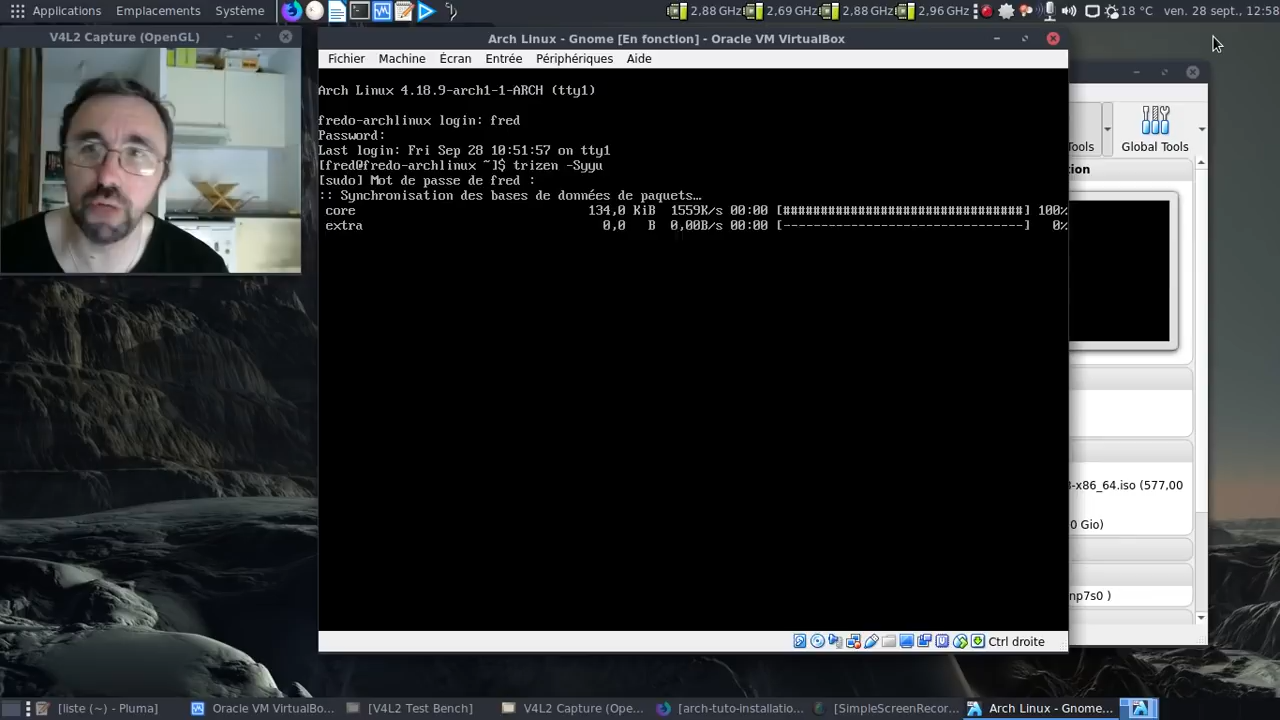 Applications Emplacements Système
2,88 GHz 2,69 GHz 2,88 GHz 2,96 GHz 18 °C ven. 28 sept., 12:58
V4L2 Capture (OpenGL)
Arch Linux - Gnome [En fonction] - Oracle VM VirtualBox
Fichier Machine Écran Entrée Périphériques Aide
Arch Linux 4.18.9-arch1-1-ARCH (tty1)
fredo-archlinux login: fred
Password:
Last login: Fri Sep 28 10:51:57 on tty1
[fred@fredo-archlinux ~]$ trizen -Syyu
[sudo] Mot de passe de fred :
:: Synchronisation des bases de données de paquets…
core 134,0 KiB 1559K/s 00:00 [###############################] 100%
extra 0,0 B 0,00B/s 00:00 [-------------------------------] 0%
Tools
Global Tools
tion
-x86_64.iso (577,00
0 Gio)
np7s0 )
Ctrl droite
[liste (~) - Pluma]
Oracle VM VirtualBo...
[V4L2 Test Bench]
V4L2 Capture (Ope...
[arch-tuto-installatio...
[SimpleScreenRecor...
Arch Linux - Gnome...